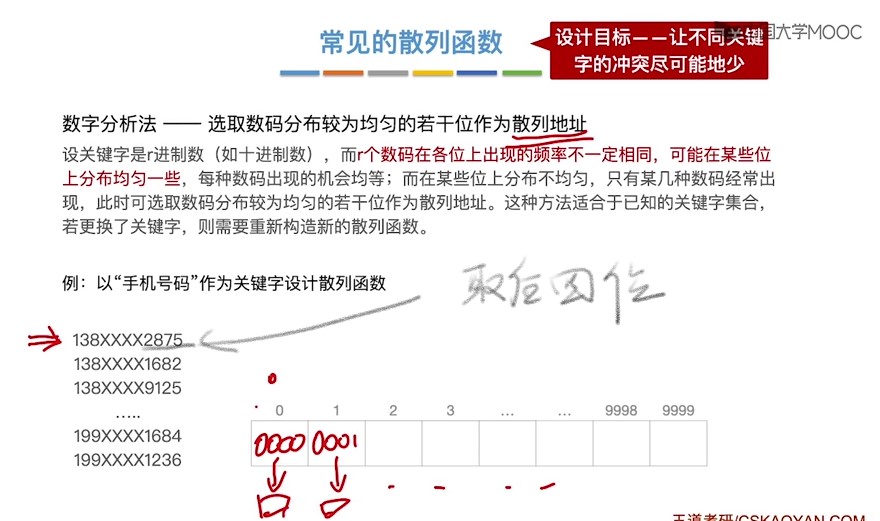 常见的散列函数
设计目标——让不同关键
字的冲突尽可能地少
中国大学MOOC
数字分析法 —— 选取数码分布较为均匀的若干位作为散列地址
设关键字是r进制数（如十进制数），而r个数码在各位上出现的频率不一定相同，可能在某些位
上分布均匀一些，每种数码出现的机会均等；而在某些位上分布不均匀，只有某几种数码经常出
现，此时可选取数码分布较为均匀的若干位作为散列地址。这种方法适合于已知的关键字集合，
若更换了关键字，则需要重新构造新的散列函数。
例：以“手机号码”作为关键字设计散列函数
取后四位
138XXXX2875
138XXXX1682
138XXXX9125
…..
199XXXX1684
199XXXX1236
0 1 2 3 … … 9998 9999
0000 0001
王道考研/CSKAOYAN.COM